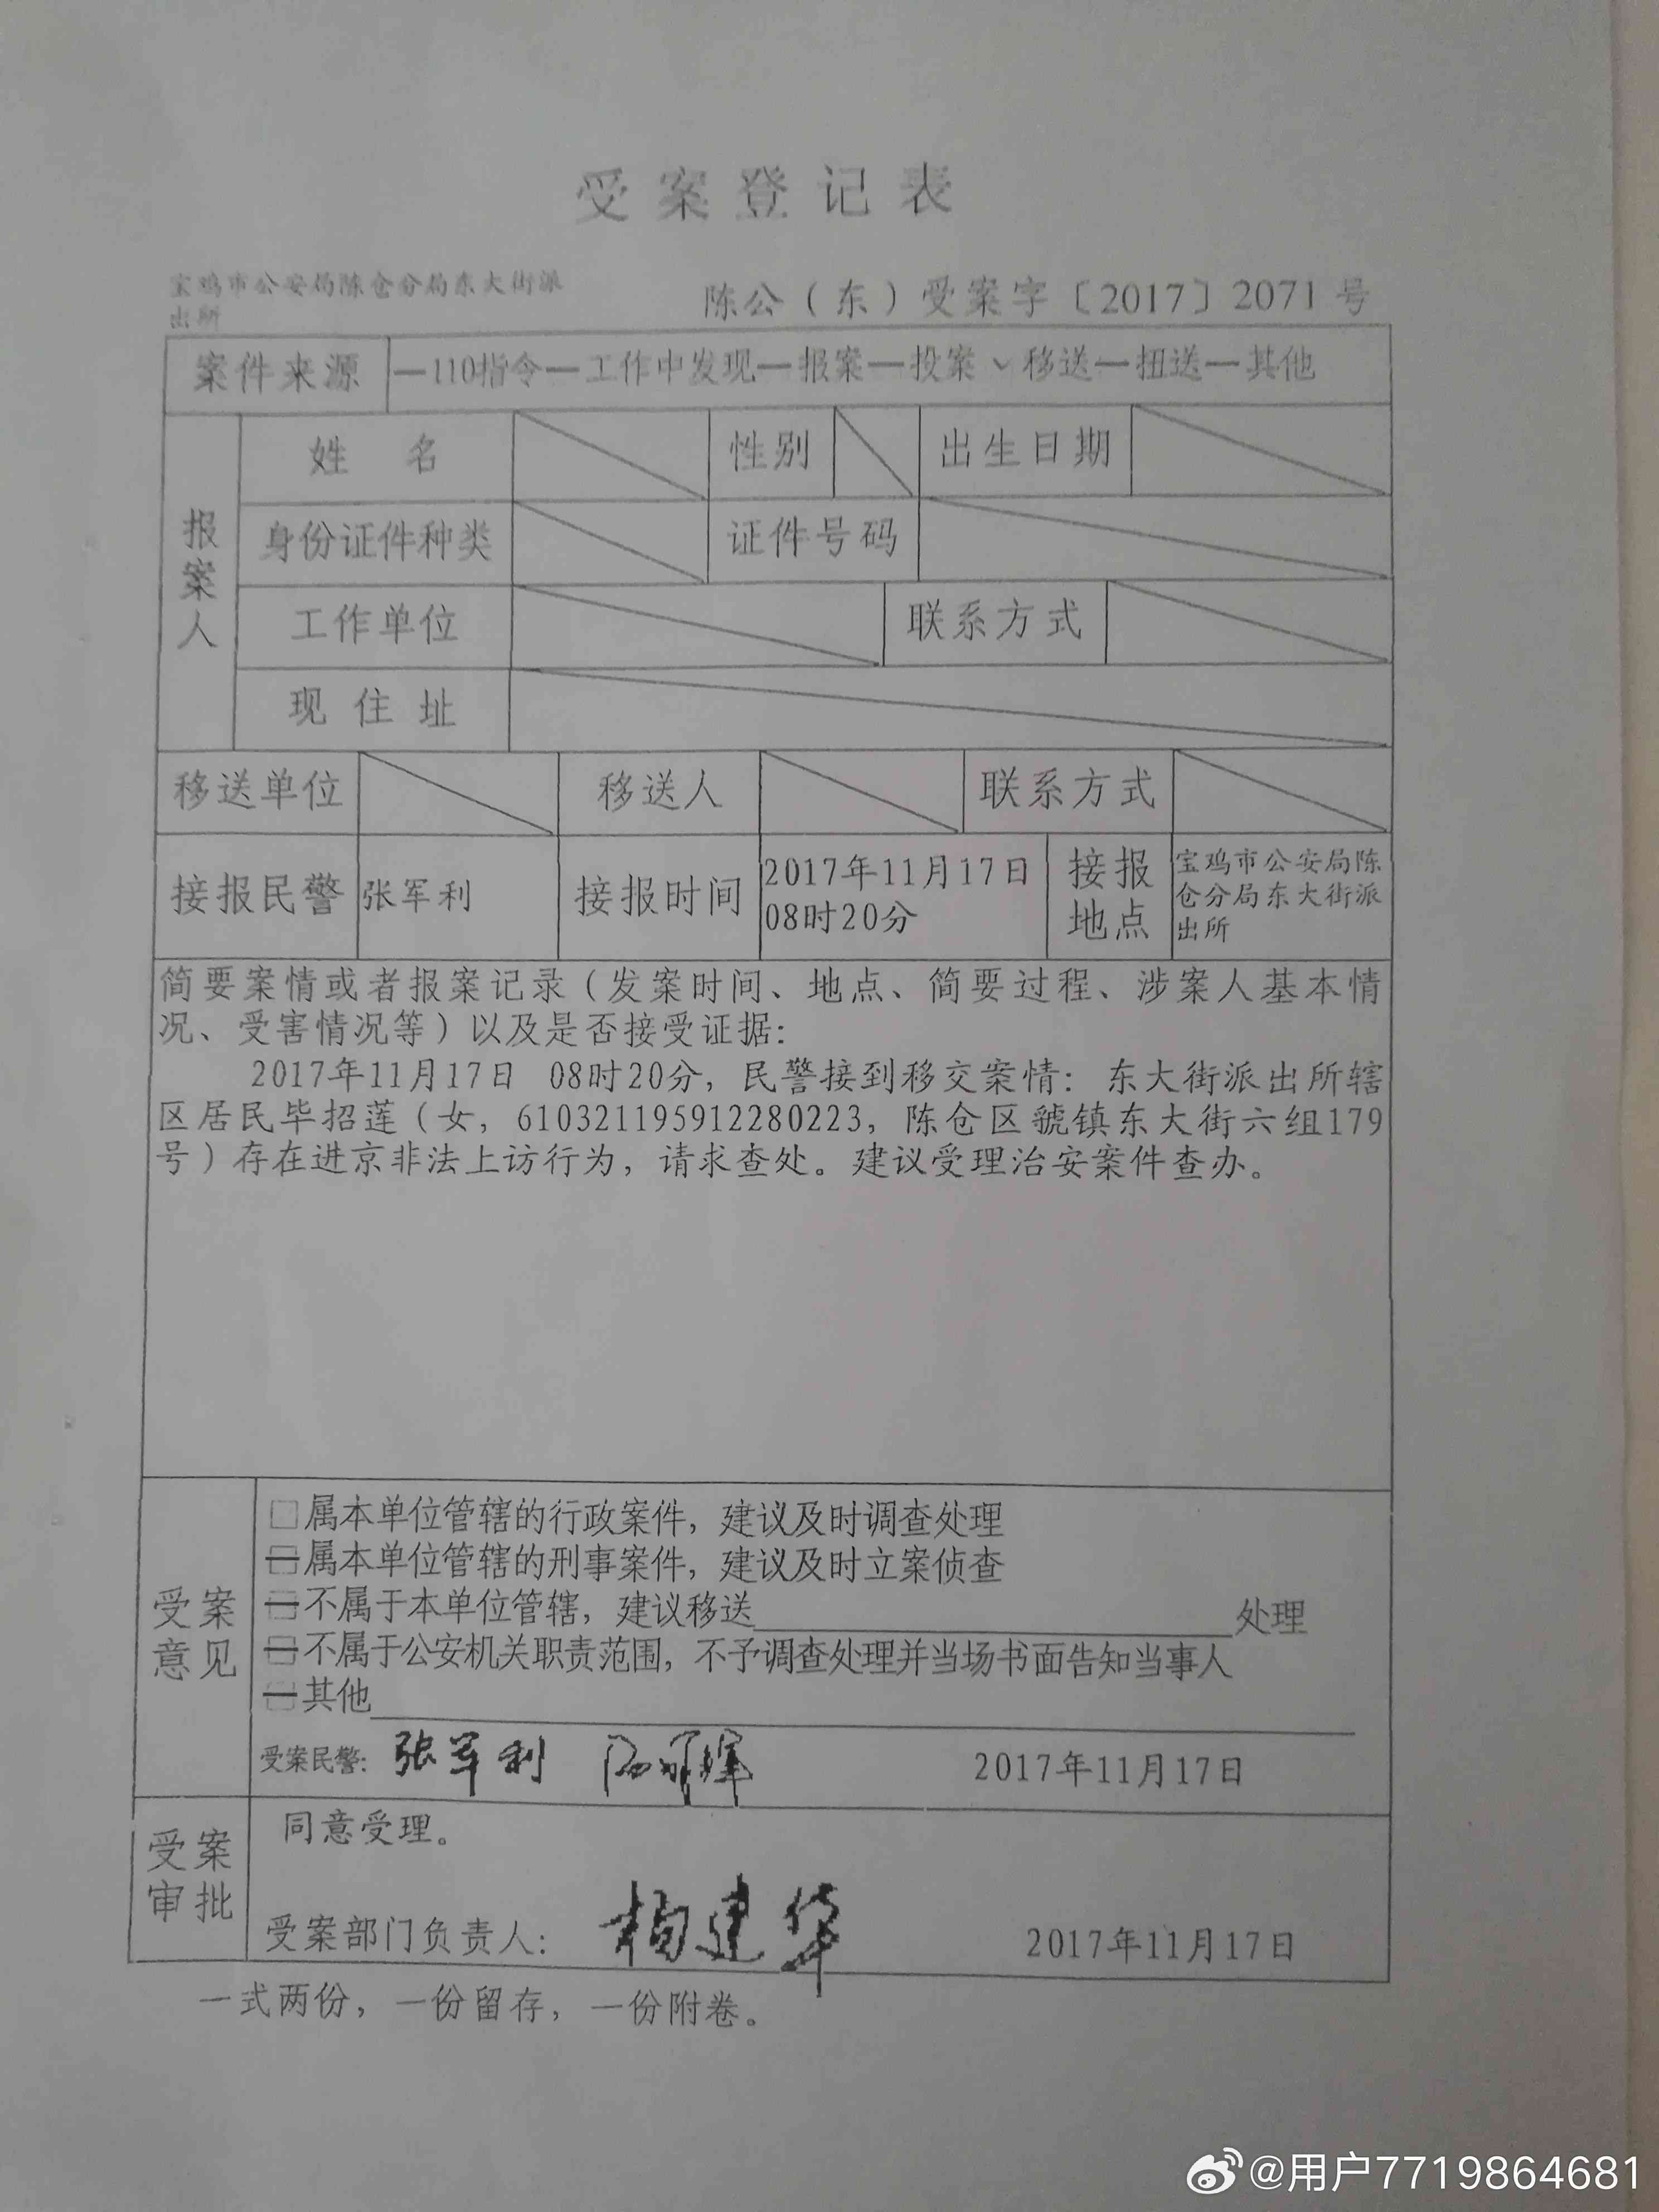 受案登记表
宝鸡市公安局陈仓分局东大街派
出所
陈公（东）受案字〔2017〕2071号
案件来源 一110指令一工作中发现一报案一投案✓移送一扭送一其他
报案人
姓 名 性别 出生日期
身份证件种类 证件号码
工作单位 联系方式
现 住 址
移送单位 移送人 联系方式
接报民警 张军利 接报时间 2017年11月17日
08时20分
接报
地点
宝鸡市公安局陈
仓分局东大街派
出所
简要案情或者报案记录（发案时间、地点、简要过程、涉案人基本情
况、受害情况等）以及是否接受证据：
2017年11月17日 08时20分，民警接到移交案情：东大街派出所辖
区居民毕招莲（女，610321195912280223，陈仓区虢镇东大街六组179
号）存在进京非法上访行为，请求查处。建议受理治安案件查办。
受案
意见
□属本单位管辖的行政案件，建议及时调查处理
属本单位管辖的刑事案件，建议及时立案侦查
不属于本单位管辖，建议移送 处理
不属于公安机关职责范围，不予调查处理并当场书面告知当事人
其他
受案民警：张军利 2017年11月17日
受案
审批
同意受理。
受案部门负责人：杨建华 2017年11月17日
一式两份，一份留存，一份附卷。
@用户7719864681